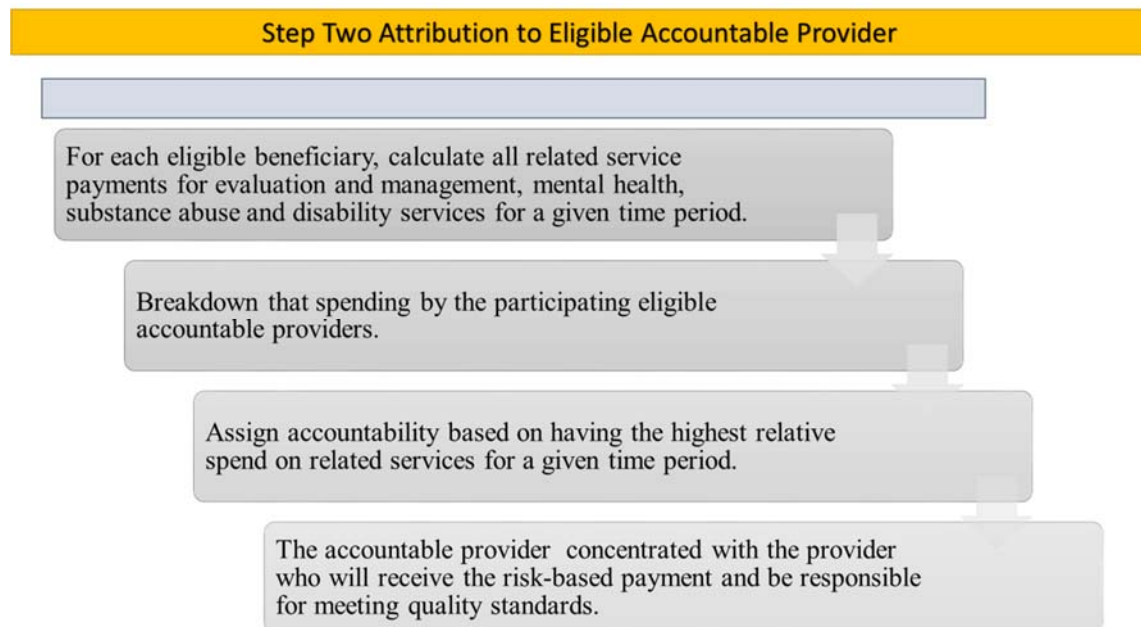 Step Two Attribution to Eligible Accountable Provider
For each eligible beneficiary, calculate all related service
payments for evaluation and management, mental health,
substance abuse and disability services for a given time period.
Breakdown that spending by the participating eligible
accountable providers.
Assign accountability based on having the highest relative
spend on related services for a given time period.
The accountable provider concentrated with the provider
who will receive the risk-based payment and be responsible
for meeting quality standards.